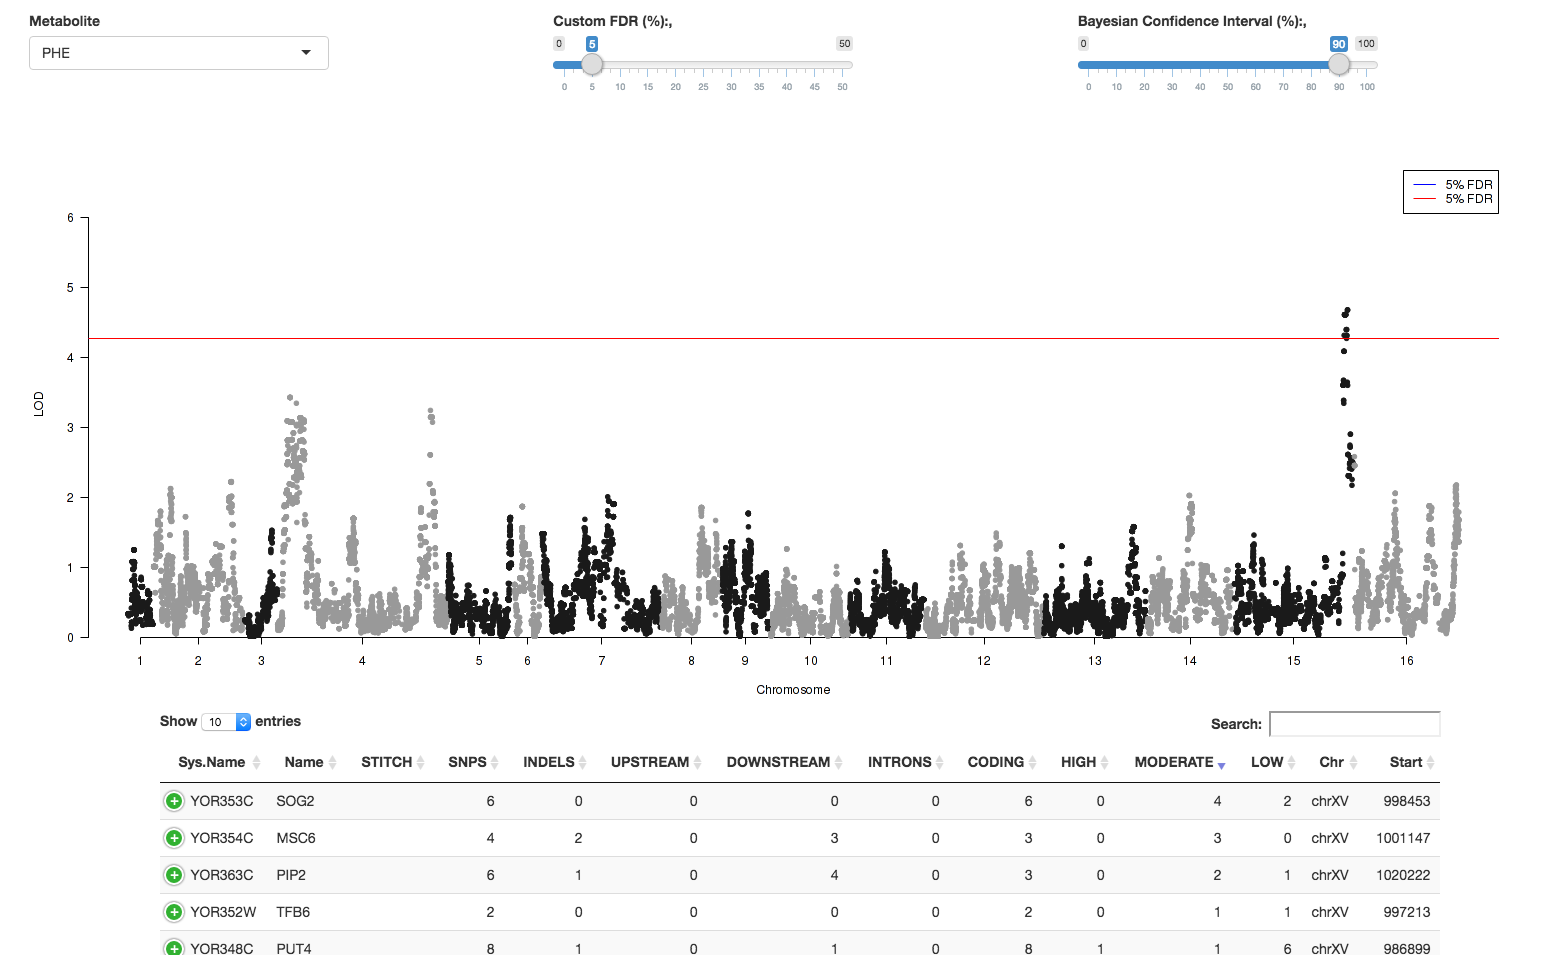 Metabolite Custom FDR (%):, Bayesian Confidence Interval (%):,
PHE 0 5 50 0 90 100
0 5 10 15 20 25 30 35 40 45 50 0 10 20 30 40 50 60 70 80 90 100
5% FDR
5% FDR
6
5
4
3
2
1
0
LOD
1 2 3 4 5 6 7 8 9 10 11 12 13 14 15 16
Chromosome
Show 10 entries Search:
Sys.Name Name STITCH SNPS INDELS UPSTREAM DOWNSTREAM INTRONS CODING HIGH MODERATE LOW Chr Start
YOR353C SOG2 6 0 0 0 0 6 0 4 2 chrXV 998453
YOR354C MSC6 4 2 0 3 0 3 0 3 0 chrXV 1001147
YOR363C PIP2 6 1 0 4 0 3 0 2 1 chrXV 1020222
YOR352W TFB6 2 0 0 0 0 2 0 1 1 chrXV 997213
YOR348C PUT4 8 1 0 1 0 8 1 1 6 chrXV 986899